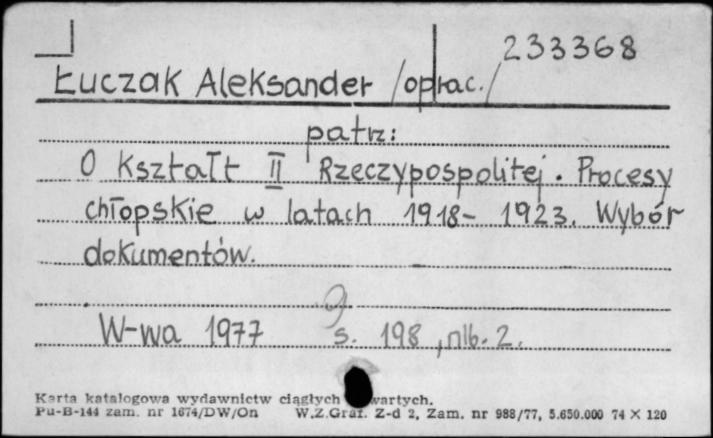 233368
Łuczak Aleksander /oprac./
patrz:
O kształt II Rzeczypospolitej. Procesy
chłopskie w latach 1918- 1923. Wybór
dokumentów.
W-wa 1977 s. 198, nlb. 2.
Karta katalogowa wydawnictw ciągłych wartych.
Pu-B-144 zam. nr 1674/DW/On W.Z.Graf. Z-d 2, Zam. nr 988/77, 5.650.000 74 X 120